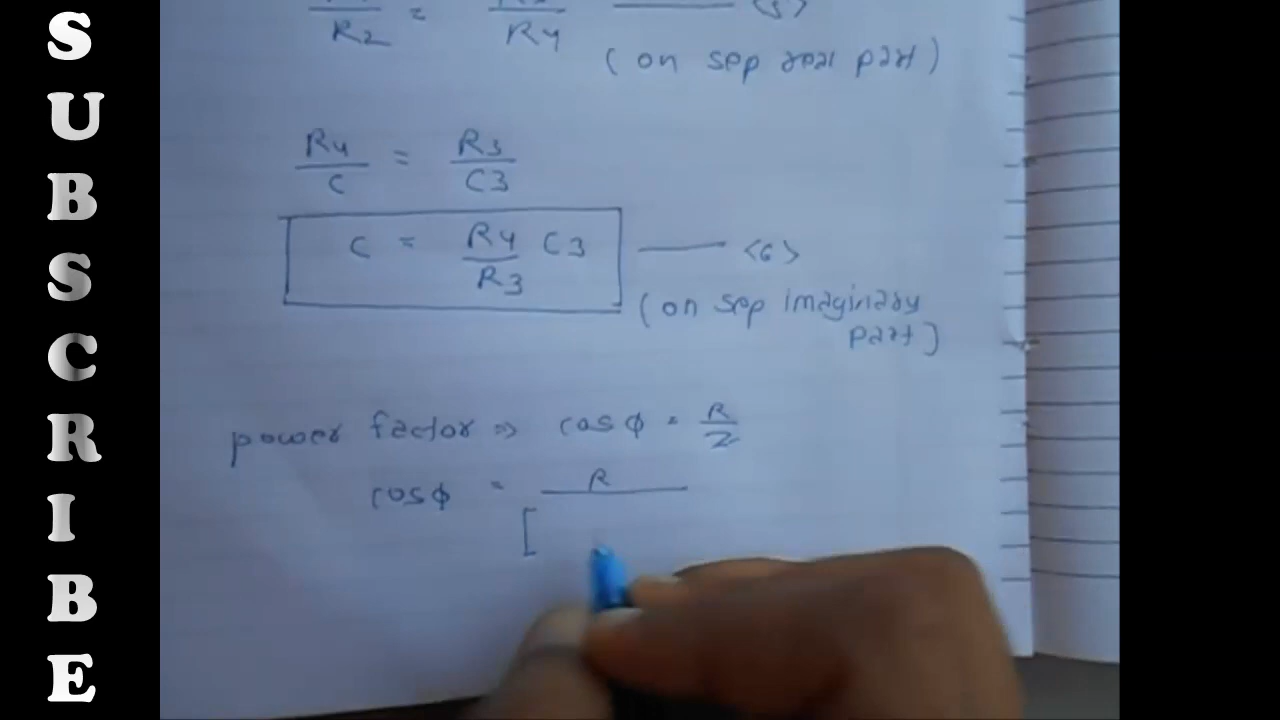 SUBSCRIBE
R2 = R4 <5>
(on sep real part)
R4/C = R3/C3
C = R4/R3 C3 <6>
(on sep imaginary
part)
power factor => cos φ = R/Z
cos φ = R
[